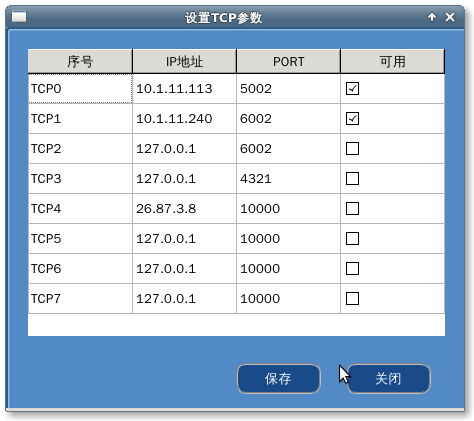 设置TCP参数
序号 IP地址 PORT 可用
TCP0 10.1.11.113 5002
TCP1 10.1.11.240 6002
TCP2 127.0.0.1 6002
TCP3 127.0.0.1 4321
TCP4 26.87.3.8 10000
TCP5 127.0.0.1 10000
TCP6 127.0.0.1 10000
TCP7 127.0.0.1 10000
保存 关闭